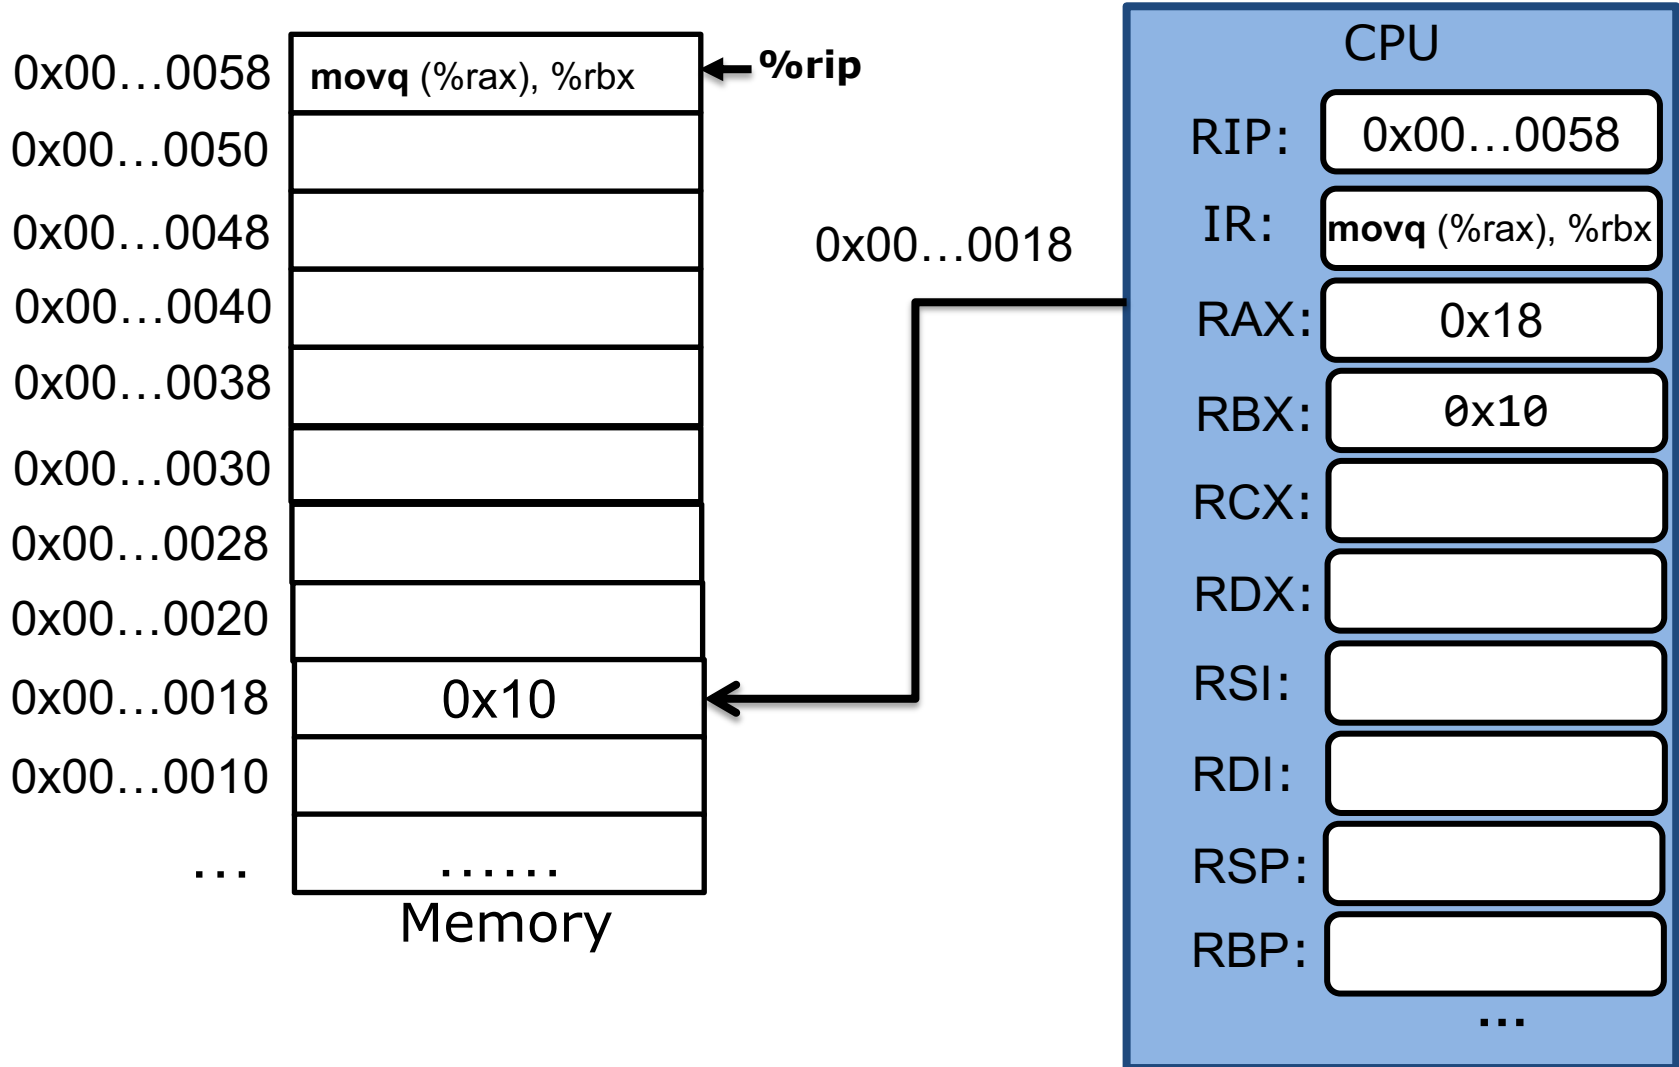 0x00…0058 movq (%rax), %rbx %rip
0x00…0050
0x00…0048
0x00…0040
0x00…0038
0x00…0030
0x00…0028
0x00…0020
0x00…0018 0x10
0x00…0010
… ……
Memory
0x00…0018
CPU
RIP: 0x00…0058
IR: movq (%rax), %rbx
RAX: 0x18
RBX: 0x10
RCX:
RDX:
RSI:
RDI:
RSP:
RBP:
…